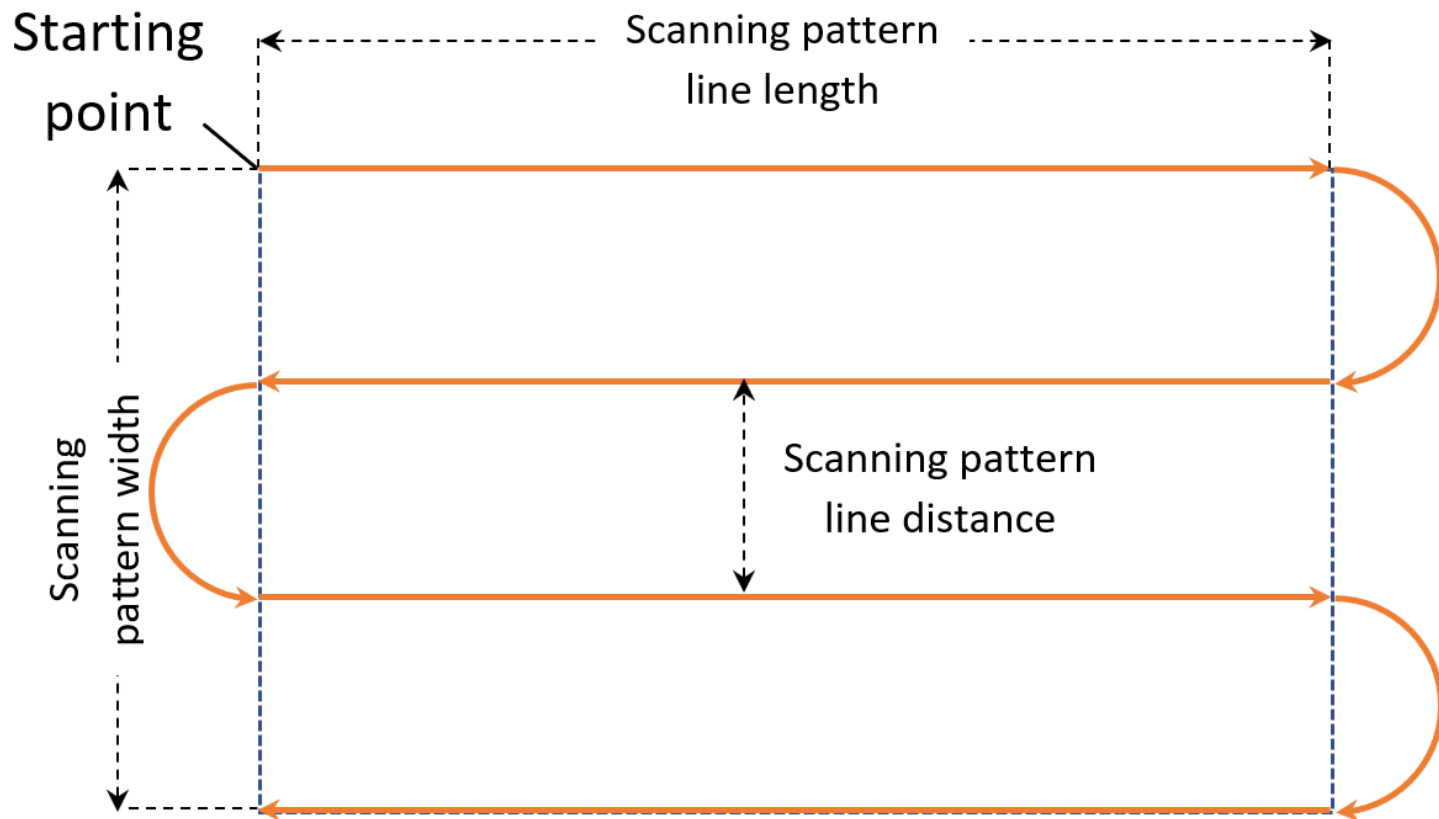 Starting
point
Scanning pattern
line length
Scanning
pattern width
Scanning pattern
line distance